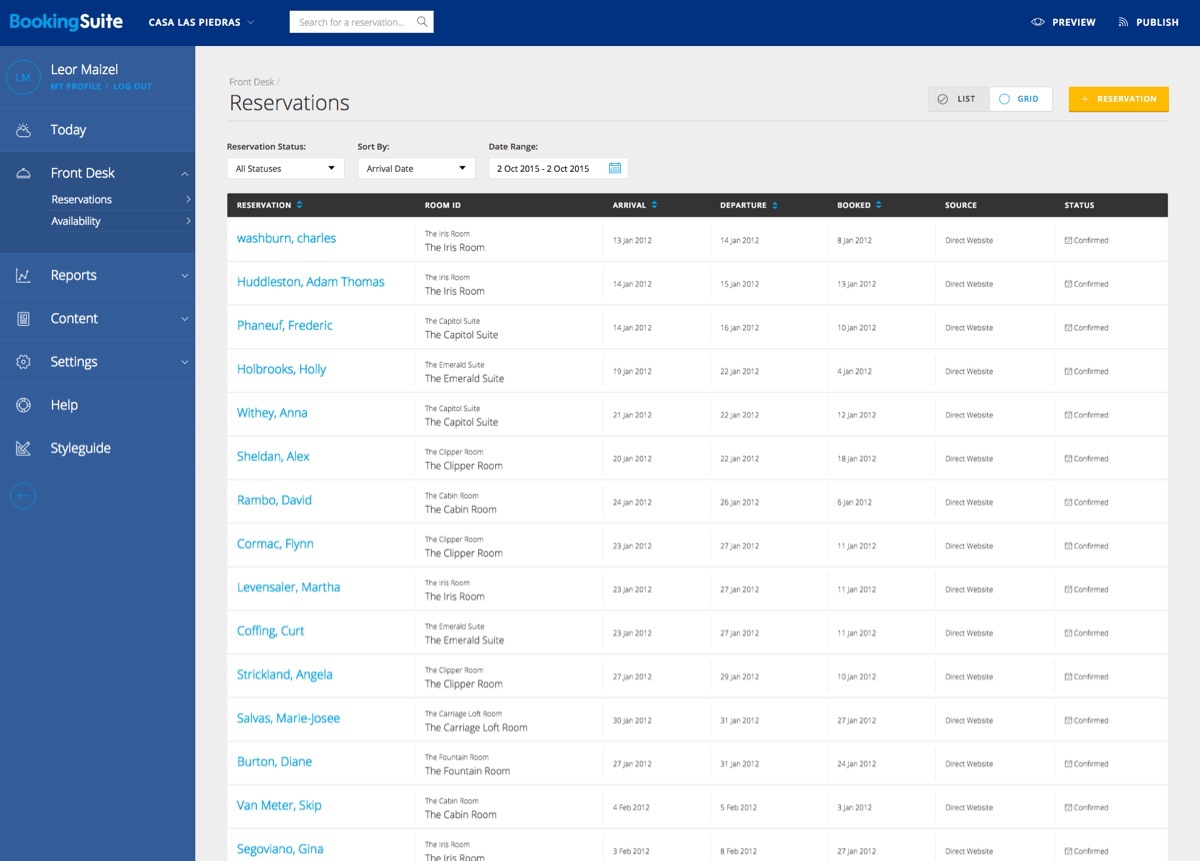 BookingSuite CASA LAS PIEDRAS Search for a reservation... PREVIEW PUBLISH
LM
Leor Maizel
MY PROFILE / LOG OUT
Today
Front Desk
Reservations
Availability
Reports
Content
Settings
Help
Styleguide
Front Desk /
Reservations
LIST GRID + RESERVATION
Reservation Status: Sort By: Date Range:
All Statuses Arrival Date 2 Oct 2015 - 2 Oct 2015
RESERVATION ROOM ID ARRIVAL DEPARTURE BOOKED SOURCE STATUS
The Iris Room
washburn, charles The Iris Room 13 Jan 2012 14 Jan 2012 8 Jan 2012 Direct Website Confirmed
The Iris Room
Huddleston, Adam Thomas The Iris Room 14 Jan 2012 15 Jan 2012 13 Jan 2012 Direct Website Confirmed
The Capitol Suite
Phaneuf, Frederic The Capitol Suite 14 Jan 2012 16 Jan 2012 10 Jan 2012 Direct Website Confirmed
The Emerald Suite
Holbrooks, Holly The Emerald Suite 19 Jan 2012 22 Jan 2012 4 Jan 2012 Direct Website Confirmed
The Capitol Suite
Withey, Anna The Capitol Suite 21 Jan 2012 22 Jan 2012 12 Jan 2012 Direct Website Confirmed
The Clipper Room
Sheldan, Alex The Clipper Room 20 Jan 2012 22 Jan 2012 18 Jan 2012 Direct Website Confirmed
The Cabin Room
Rambo, David The Cabin Room 24 Jan 2012 26 Jan 2012 6 Jan 2012 Direct Website Confirmed
The Clipper Room
Cormac, Flynn The Clipper Room 23 Jan 2012 27 Jan 2012 11 Jan 2012 Direct Website Confirmed
The Iris Room
Levensaler, Martha The Iris Room 23 Jan 2012 27 Jan 2012 11 Jan 2012 Direct Website Confirmed
The Emerald Suite
Coffing, Curt The Emerald Suite 23 Jan 2012 27 Jan 2012 11 Jan 2012 Direct Website Confirmed
The Clipper Room
Strickland, Angela The Clipper Room 27 Jan 2012 29 Jan 2012 10 Jan 2012 Direct Website Confirmed
The Carriage Loft Room
Salvas, Marie-Josee The Carriage Loft Room 30 Jan 2012 31 Jan 2012 27 Jan 2012 Direct Website Confirmed
The Fountain Room
Burton, Diane The Fountain Room 27 Jan 2012 31 Jan 2012 24 Jan 2012 Direct Website Confirmed
The Cabin Room
Van Meter, Skip The Cabin Room 4 Feb 2012 5 Feb 2012 3 Jan 2012 Direct Website Confirmed
The Iris Room
Segoviano, Gina The Iris Room 3 Feb 2012 8 Feb 2012 27 Jan 2012 Direct Website Confirmed